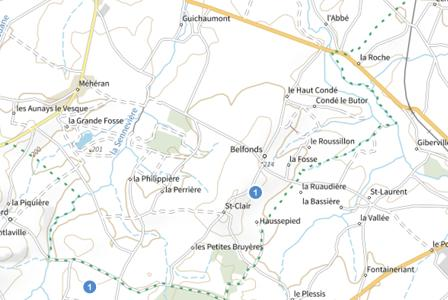 l'Abbé
Guichaumont
la Roche
Méhéran
le Haut Condé
Condé le Butor
les Aunays le Vesque
la Grande Fosse
la Sennevière
201
Belfonds
le Roussillon
214
la Fosse
la Philippière
la Perrière
1
la Ruaudière
St-Laurent
la Bassière
la Piquière
St-Clair
Haussepied
la Vallée
les Petites Bruyères
Fontaineriant
1
le Plessis